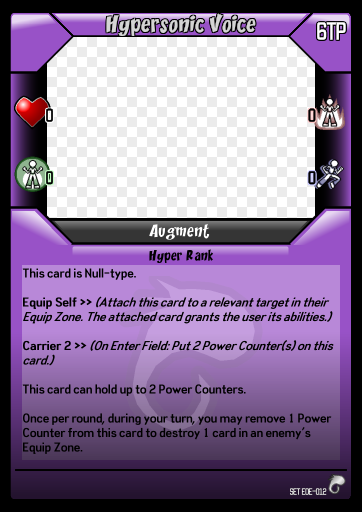 Hypersonic Voice
6TP
0
0
0
0
Augment
Hyper Rank
This card is Null-type.
Equip Self >> (Attach this card to a relevant target in their
Equip Zone. The attached card grants the user its abilities.)
Carrier 2 >> (On Enter Field: Put 2 Power Counter(s) on this
card.)
This card can hold up to 2 Power Counters.
Once per round, during your turn, you may remove 1 Power
Counter from this card to destroy 1 card in an enemy's
Equip Zone.
SET EOE-012